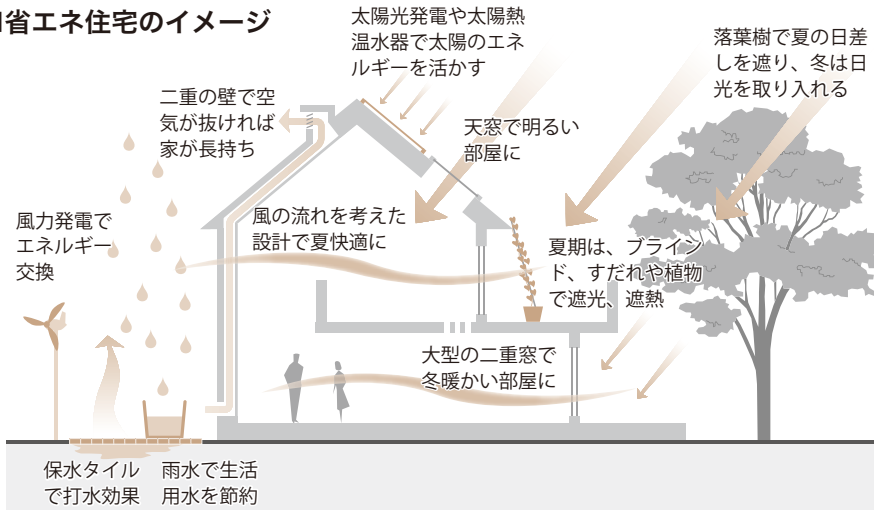 省エネ住宅のイメージ
太陽光発電や太陽熱
温水器で太陽のエネ
ルギーを活かす
落葉樹で夏の日差
しを遮り、冬は日
光を取り入れる
二重の壁で空
気が抜ければ
家が長持ち
天窓で明るい
部屋に
風力発電で
エネルギー
交換
風の流れを考えた
設計で夏快適に
夏期は、ブライン
ド、すだれや植物
で遮光、遮熱
大型の二重窓で
冬暖かい部屋に
保水タイル
で打水効果
雨水で生活
用水を節約